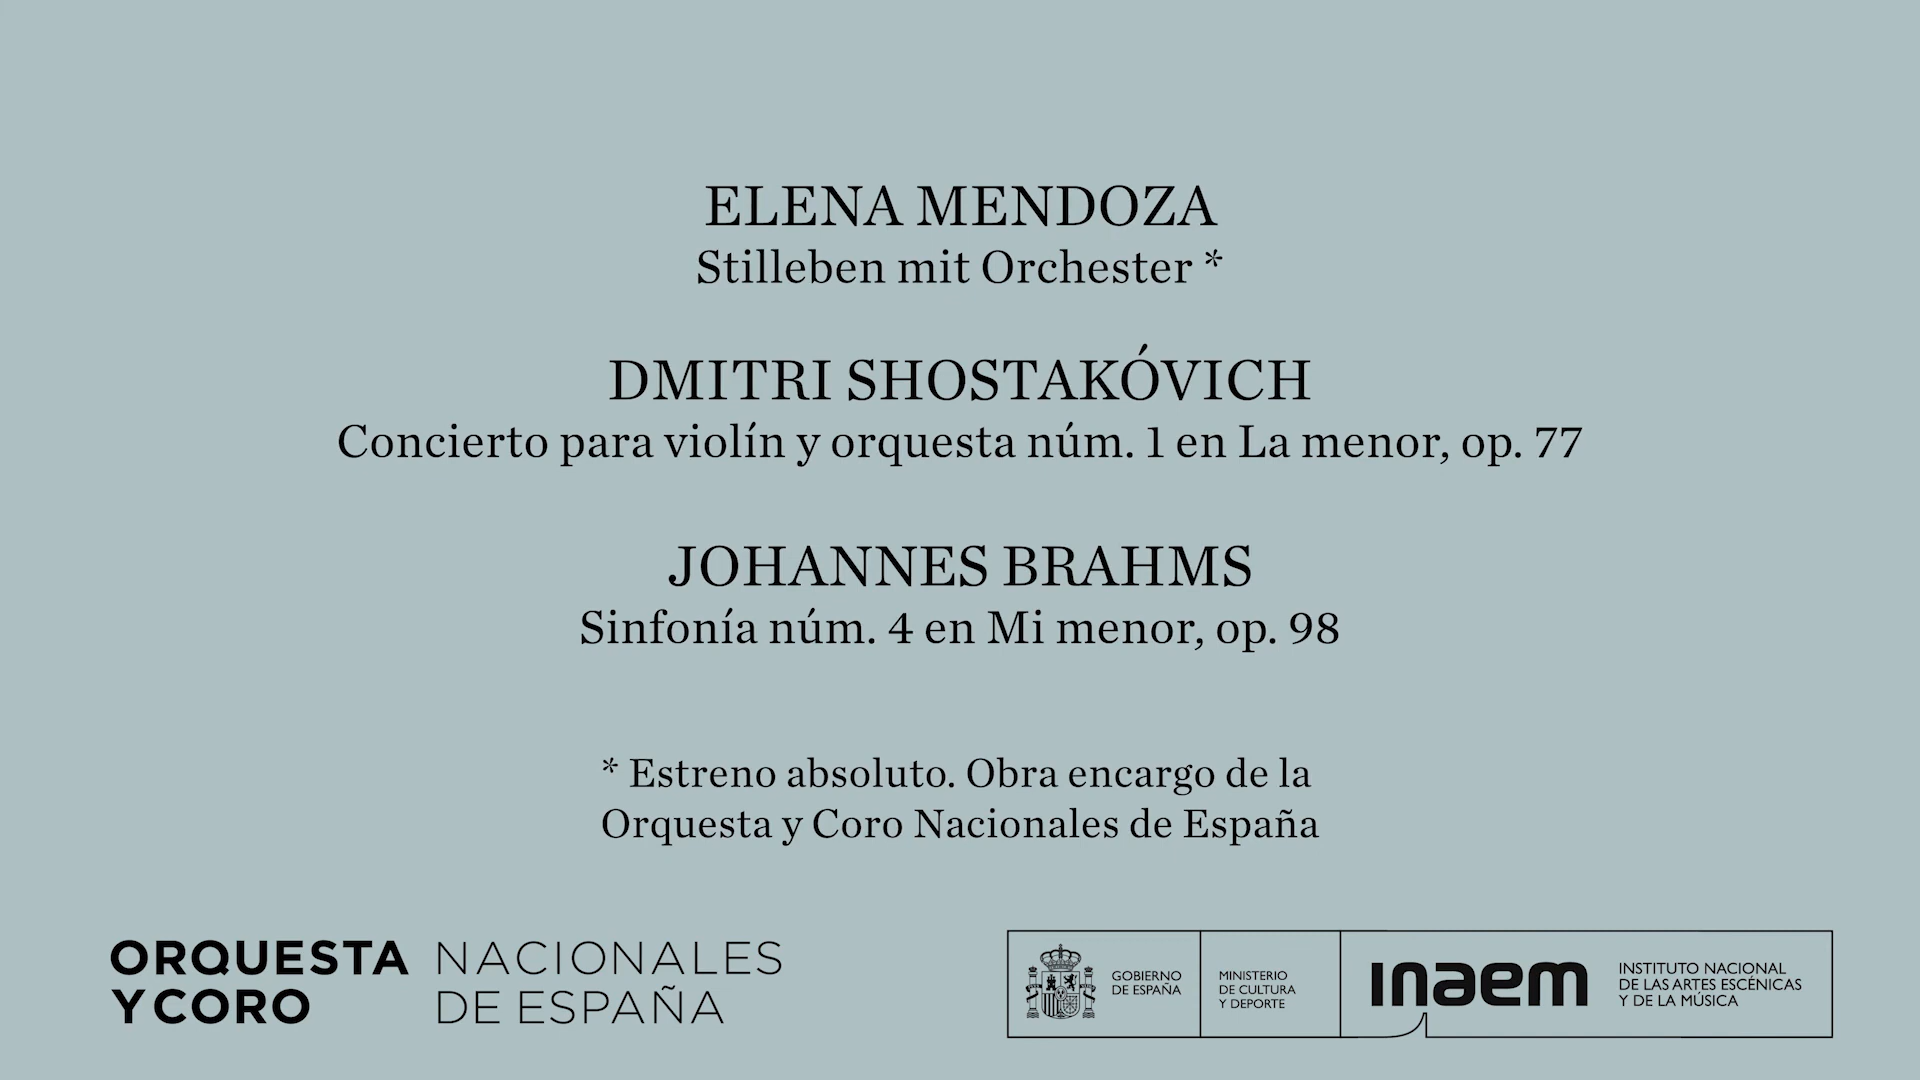 ELENA MENDOZA
Stilleben mit Orchester *
DMITRI SHOSTAKÓVICH
Concierto para violín y orquesta núm. 1 en La menor, op. 77
JOHANNES BRAHMS
Sinfonía núm. 4 en Mi menor, op. 98
* Estreno absoluto. Obra encargo de la
Orquesta y Coro Nacionales de España
ORQUESTA NACIONALES
Y CORO DE ESPAÑA
GOBIERNO
DE ESPAÑA
MINISTERIO
DE CULTURA
Y DEPORTE
inaem
INSTITUTO NACIONAL
DE LAS ARTES ESCÉNICAS
Y DE LA MÚSICA